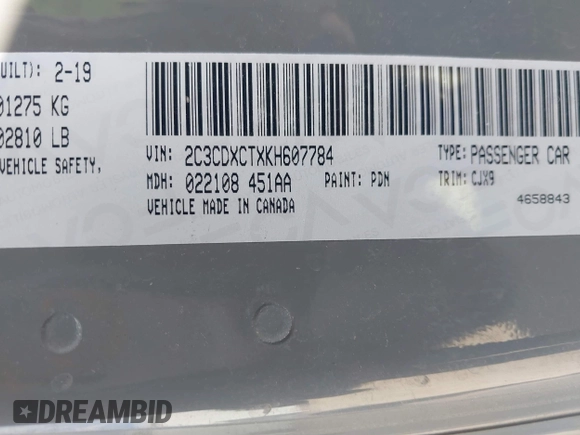 UILT): 2-19
01275 KG
02810 LB
VEHICLE SAFETY,
VIN: 2C3CDXCTXKH607784
TYPE: PASSENGER CAR
MDH: 022108 451AA PAINT: PDN
TRIM: CJX9
VEHICLE MADE IN CANADA
4658843
DREAMBID